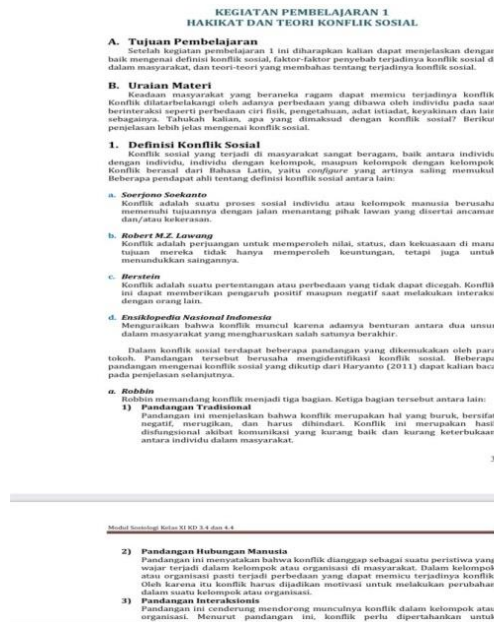 KEGIATAN PEMBELAJARAN 1
HAKIKAT DAN TEORI KONFLIK SOSIAL
A. Tujuan Pembelajaran
Setelah kegiatan pembelajaran 1 ini diharapkan kalian dapat menjelaskan dengan
baik mengenai definisi konflik sosial, faktor-faktor penyebab terjadinya konflik sosial d
dalam masyarakat, dan teori-teori yang membahas tentang terjadinya konflik sosial.
B. Uraian Materi
Keadaan masyarakat yang beraneka ragam dapat memicu terjadinya konflik
Konflik dilatarbelakangi oleh adanya perbedaan yang dibawa oleh individu pada saat
berinteraksi seperti perbedaan ciri fisik, pengetahuan, adat istiadat, keyakinan dan lain
sebagainya. Tahukah kalian, apa yang dimaksud dengan konflik sosial? Berikut
penjelasan lebih jelas mengenai konflik sosial.
1. Definisi Konflik Sosial
Konflik sosial yang terjadi di masyarakat sangat beragam, baik antara individu
dengan individu, individu dengan kelompok, maupun kelompok dengan kelompok
Konflik berasal dari Bahasa Latin, yaitu configure yang artinya saling memukul
Beberapa pendapat ahli tentang definisi konflik sosial antara lain:
a. Soerjono Soekanto
Konflik adalah suatu proses sosial individu atau kelompok manusia berusaha
memenuhi tujuannya dengan jalan menantang pihak lawan yang disertai ancaman
dan/atau kekerasan.
b. Robert M.Z. Lawang
Konflik adalah perjuangan untuk memperoleh nilai, status, dan kekuasaan di mana
tujuan mereka tidak hanya memperoleh keuntungan, tetapi juga untuk
menundukkan saingannya.
c. Berstein
Konflik adalah suatu pertentangan atau perbedaan yang tidak dapat dicegah. Konflik
ini dapat memberikan pengaruh positif maupun negatif saat melakukan interaksi
dengan orang lain.
d. Ensiklopedia Nasional Indonesia
Menguraikan bahwa konflik muncul karena adanya benturan antara dua unsur
dalam masyarakat yang mengharuskan salah satunya berakhir.
Dalam konflik sosial terdapat beberapa pandangan yang dikemukakan oleh para
tokoh. Pandangan tersebut berusaha mengidentifikasi konflik sosial. Beberapa
pandangan mengenai konflik sosial yang dikutip dari Haryanto (2011) dapat kalian baca
pada penjelasan selanjutnya.
a. Robbin
Robbin memandang konflik menjadi tiga bagian. Ketiga bagian tersebut antara lain:
1) Pandangan Tradisional
Pandangan ini menjelaskan bahwa konflik merupakan hal yang buruk, bersifat
negatif, merugikan, dan harus dihindari. Konflik ini merupakan hasil
disfungsional akibat komunikasi yang kurang baik dan kurang keterbukaan
antara individu dalam masyarakat.
Modul Sosiologi Kelas XI KD 3.4 dan 4.4
2) Pandangan Hubungan Manusia
Pandangan ini menyatakan bahwa konflik dianggap sebagai suatu peristiwa yang
wajar terjadi dalam kelompok atau organisasi di masyarakat. Dalam kelompok
atau organisasi pasti terjadi perbedaan yang dapat memicu terjadinya konflik
Oleh karena itu konflik harus dijadikan motivasi untuk melakukan perubahan
dalam suatu kelompok atau organisasi.
3) Pandangan Interaksionis
Pandangan ini cenderung mendorong munculnya konflik dalam kelompok atau
organisasi. Menurut pandangan ini, konflik perlu dipertahankan untuk